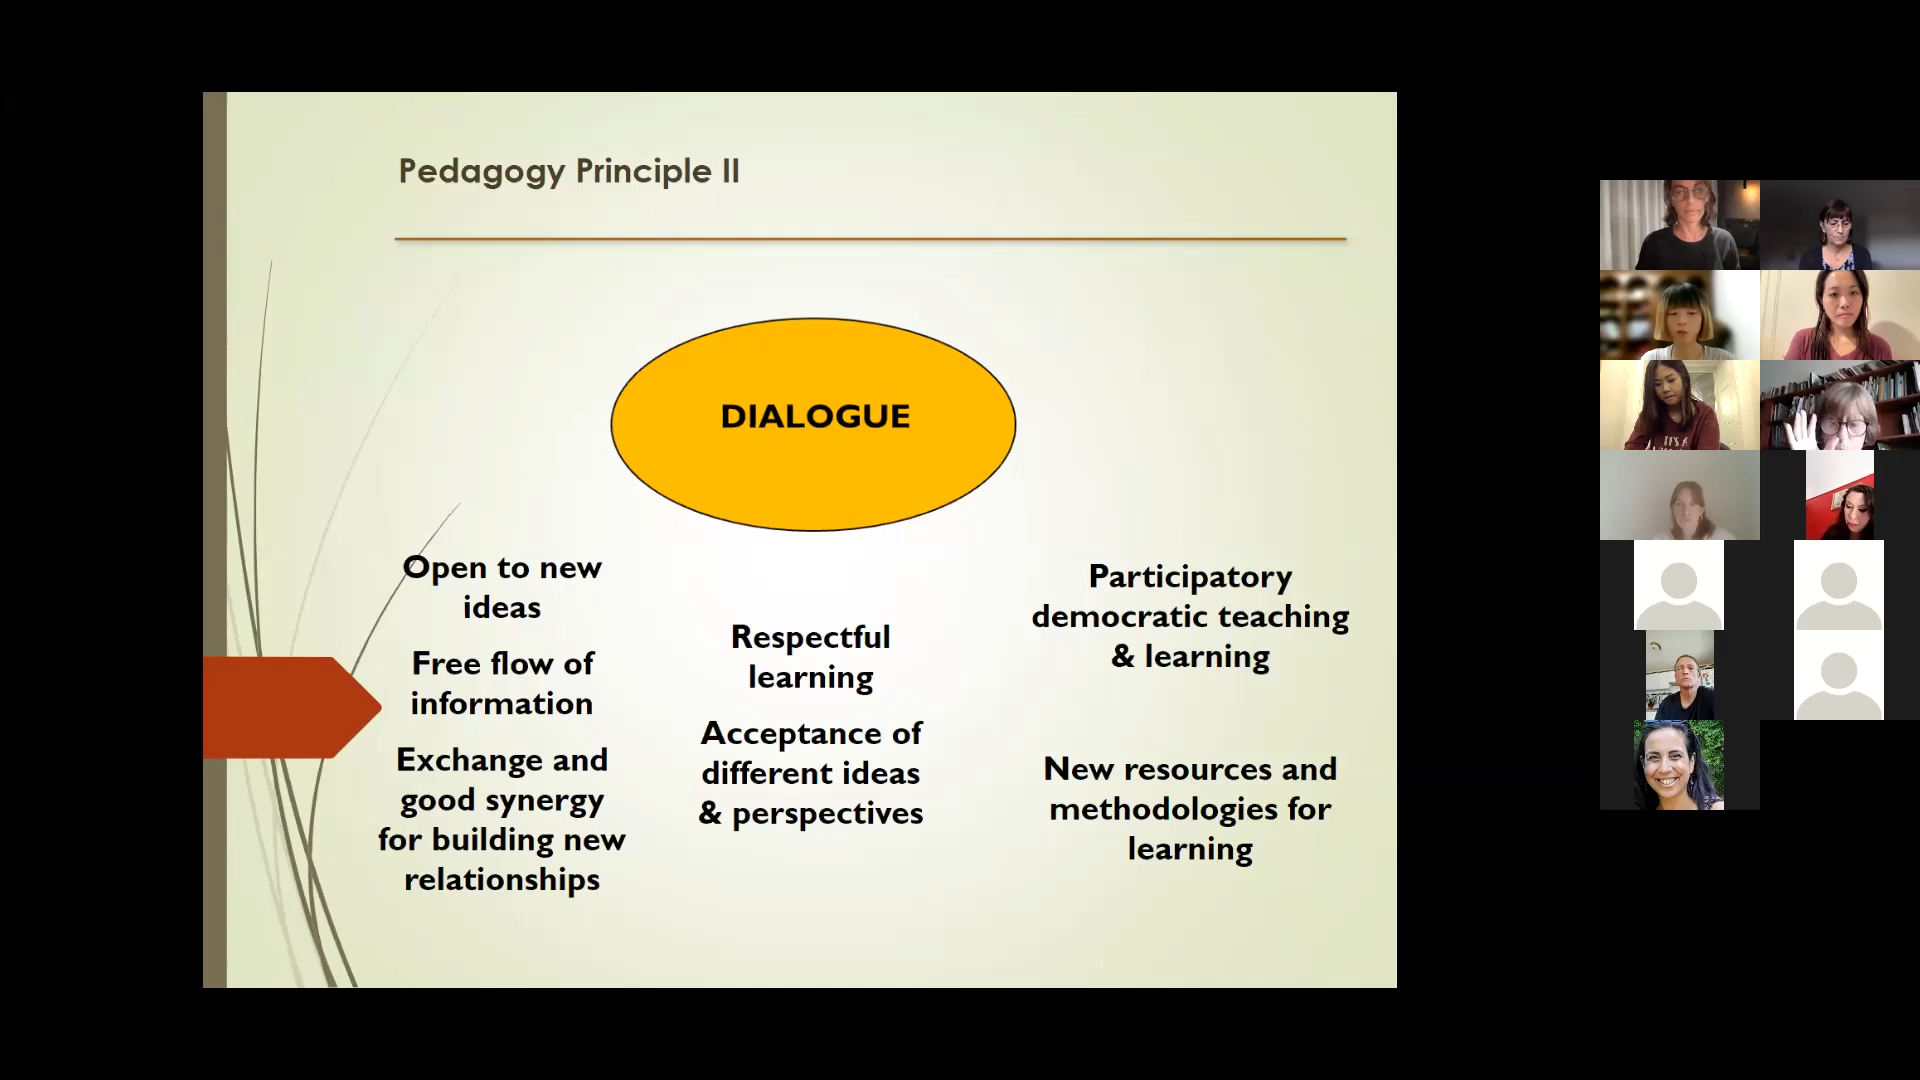 Pedagogy Principle II
DIALOGUE
Open to new
ideas
Free flow of
information
Exchange and
good synergy
for building new
relationships
Respectful
learning
Acceptance of
different ideas
& perspectives
Participatory
democratic teaching
& learning
New resources and
methodologies for
learning